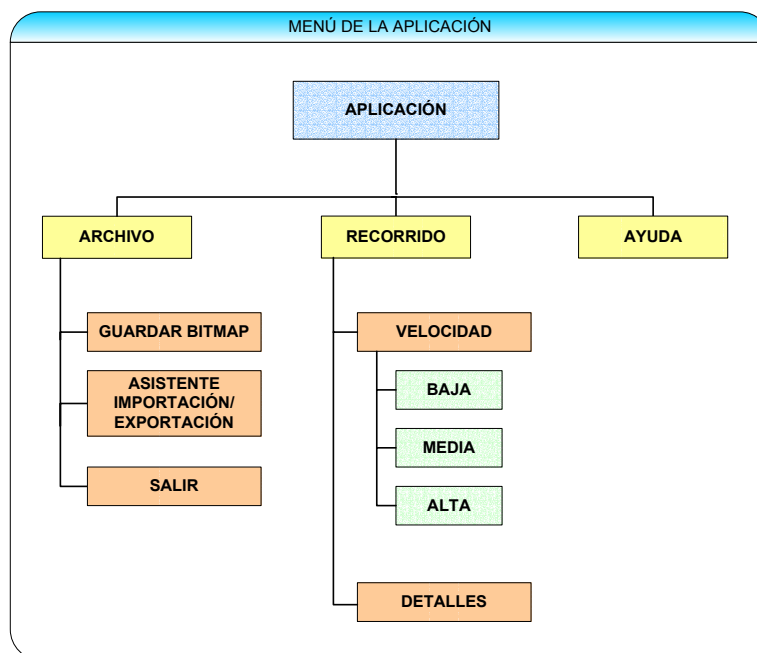 MENÚ DE LA APLICACIÓN
APLICACIÓN
ARCHIVO
RECORRIDO
AYUDA
GUARDAR BITMAP
ASISTENTE
IMPORTACIÓN/
EXPORTACIÓN
SALIR
VELOCIDAD
BAJA
MEDIA
ALTA
DETALLES